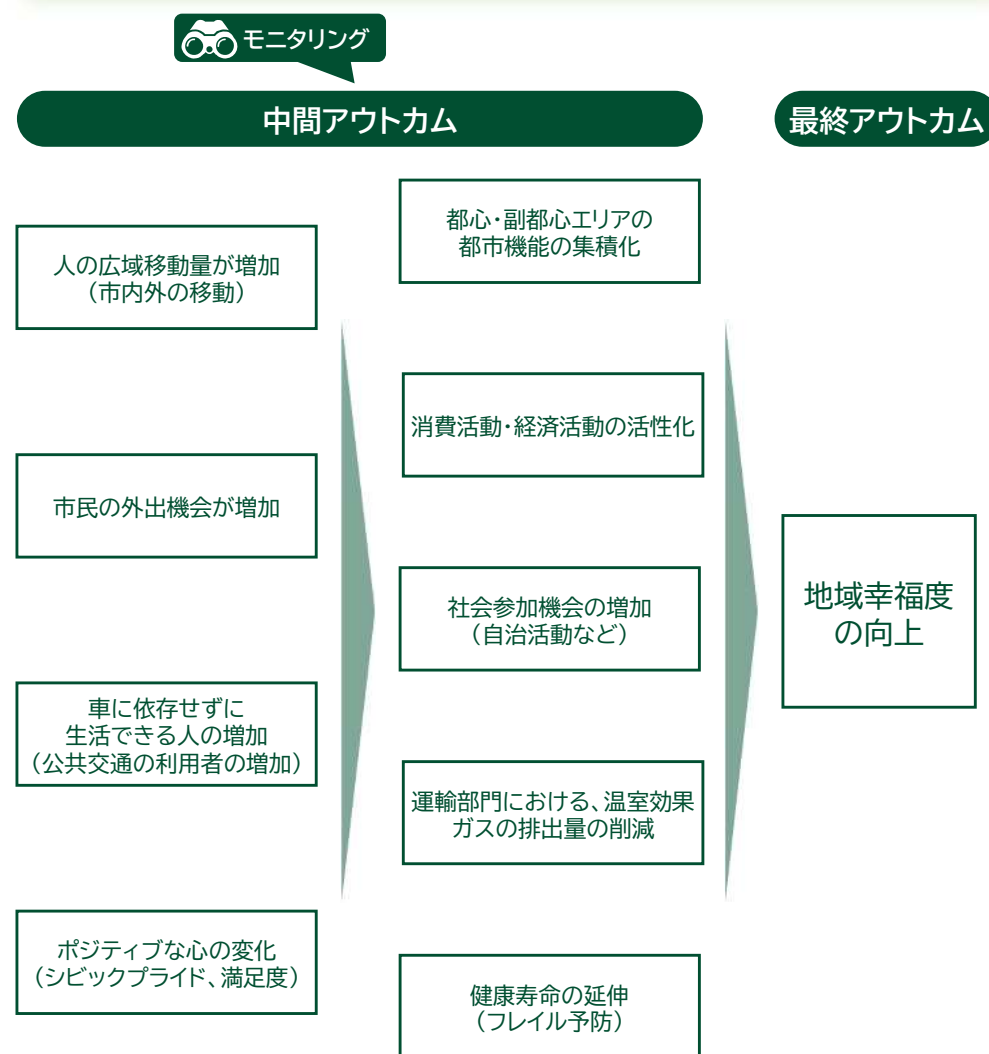 モニタリング
中間アウトカム
最終アウトカム
人の広域移動量が増加
（市内外の移動）
市民の外出機会が増加
車に依存せずに
生活できる人の増加
（公共交通の利用者の増加）
ポジティブな心の変化
（シビックプライド、満足度）
都心・副都心エリアの
都市機能の集積化
消費活動・経済活動の活性化
社会参加機会の増加
（自治活動など）
運輸部門における、温室効果
ガスの排出量の削減
健康寿命の延伸
（フレイル予防）
地域幸福度
の向上